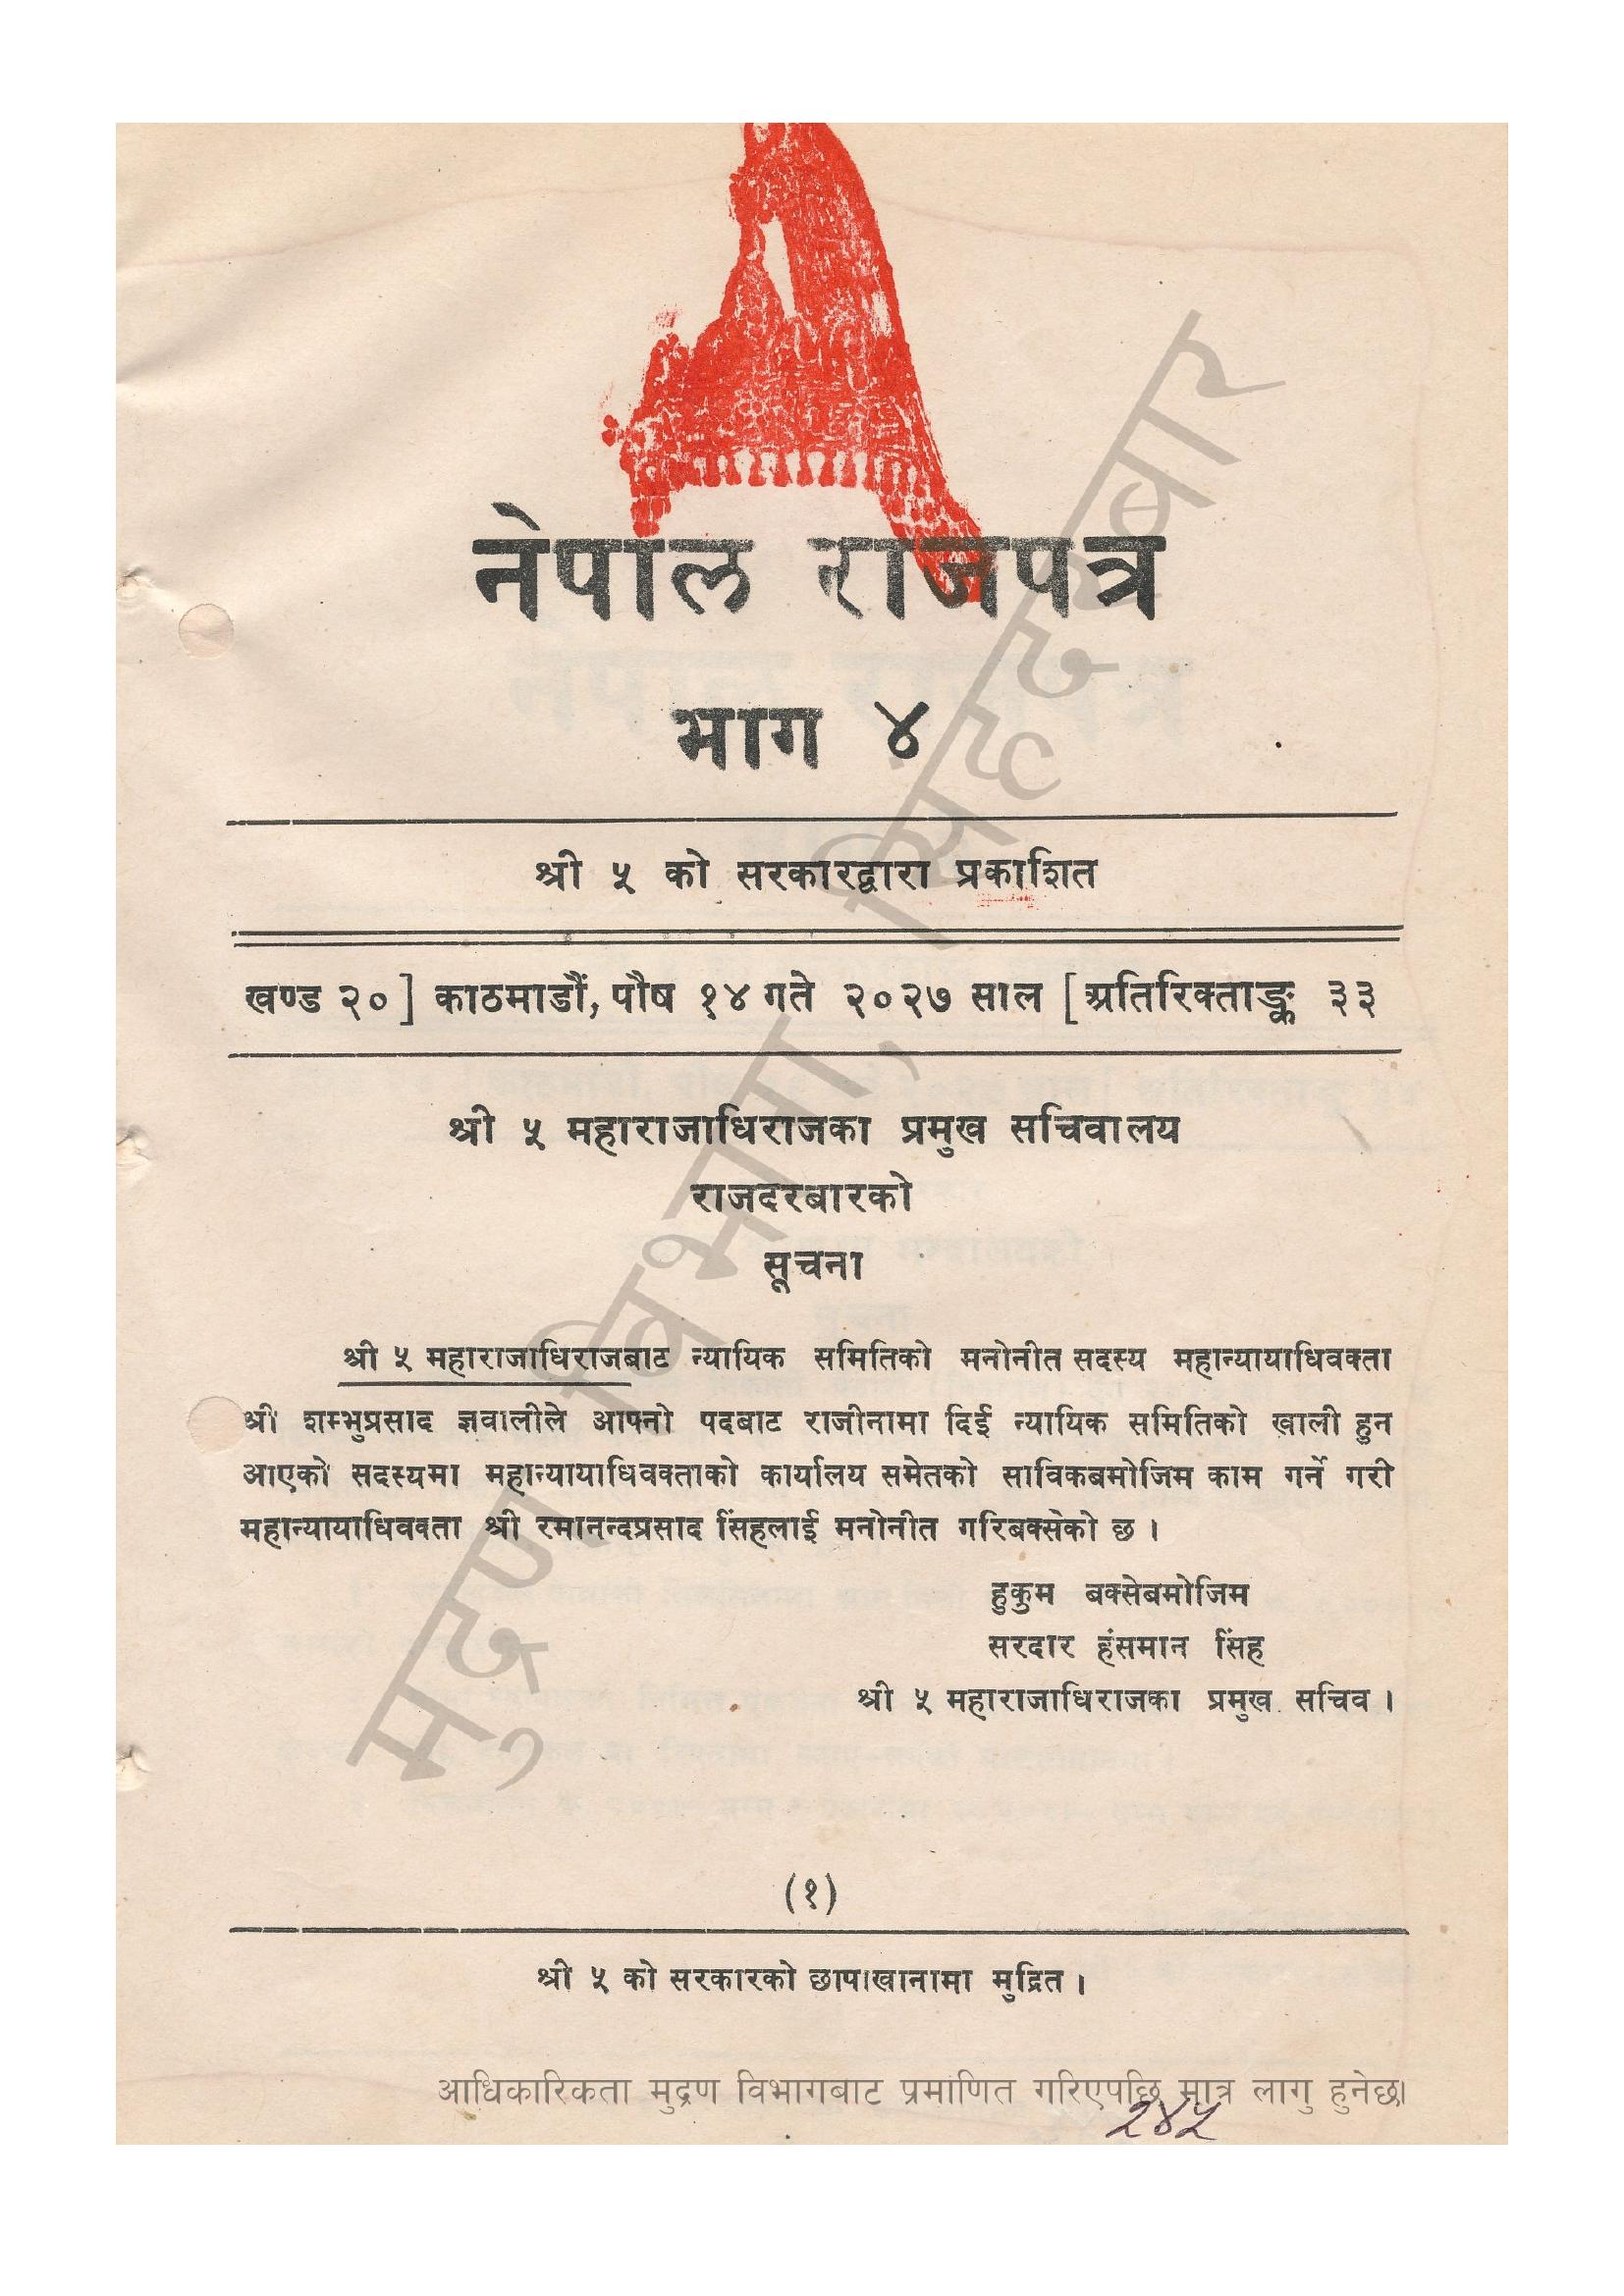 नेपाल राजपत्र
भाग ४
श्री ५ को सरकारद्वारा प्रकाशित
खण्ड २०] काठमाडौं, पौष १४ गते २०२७ साल [अतिरिक्ताङ्क ३३
श्री ५ महाराजाधिराजका प्रमुख सचिवालय
राजदरबारको
सूचना
श्री ५ महाराजाधिराजबाट न्यायिक समितिको मनोनीत सदस्य महान्यायाधिवक्ता
श्री शम्भुप्रसाद ज्ञवालीले आफ्नो पदबाट राजीनामा दिई न्यायिक समितिको खाली हुन
आएको सदस्यमा महान्यायाधिवक्ताको कार्यालय समेतको साविकबमोजिम काम गर्ने गरी
महान्यायाधिवक्ता श्री रमानन्दप्रसाद सिंहलाई मनोनीत गरिबक्सेको छ ।
हुकुम बक्सेबमोजिम
सरदार हंसमान सिंह
श्री ५ महाराजाधिराजका प्रमुख सचिव ।
(१)
श्री ५ को सरकारको छापाखानामा मुद्रित ।
आधिकारिकता मुद्रण विभागबाट प्रमाणित गरिएपछि मात्र लागु हुनेछ।
२४५